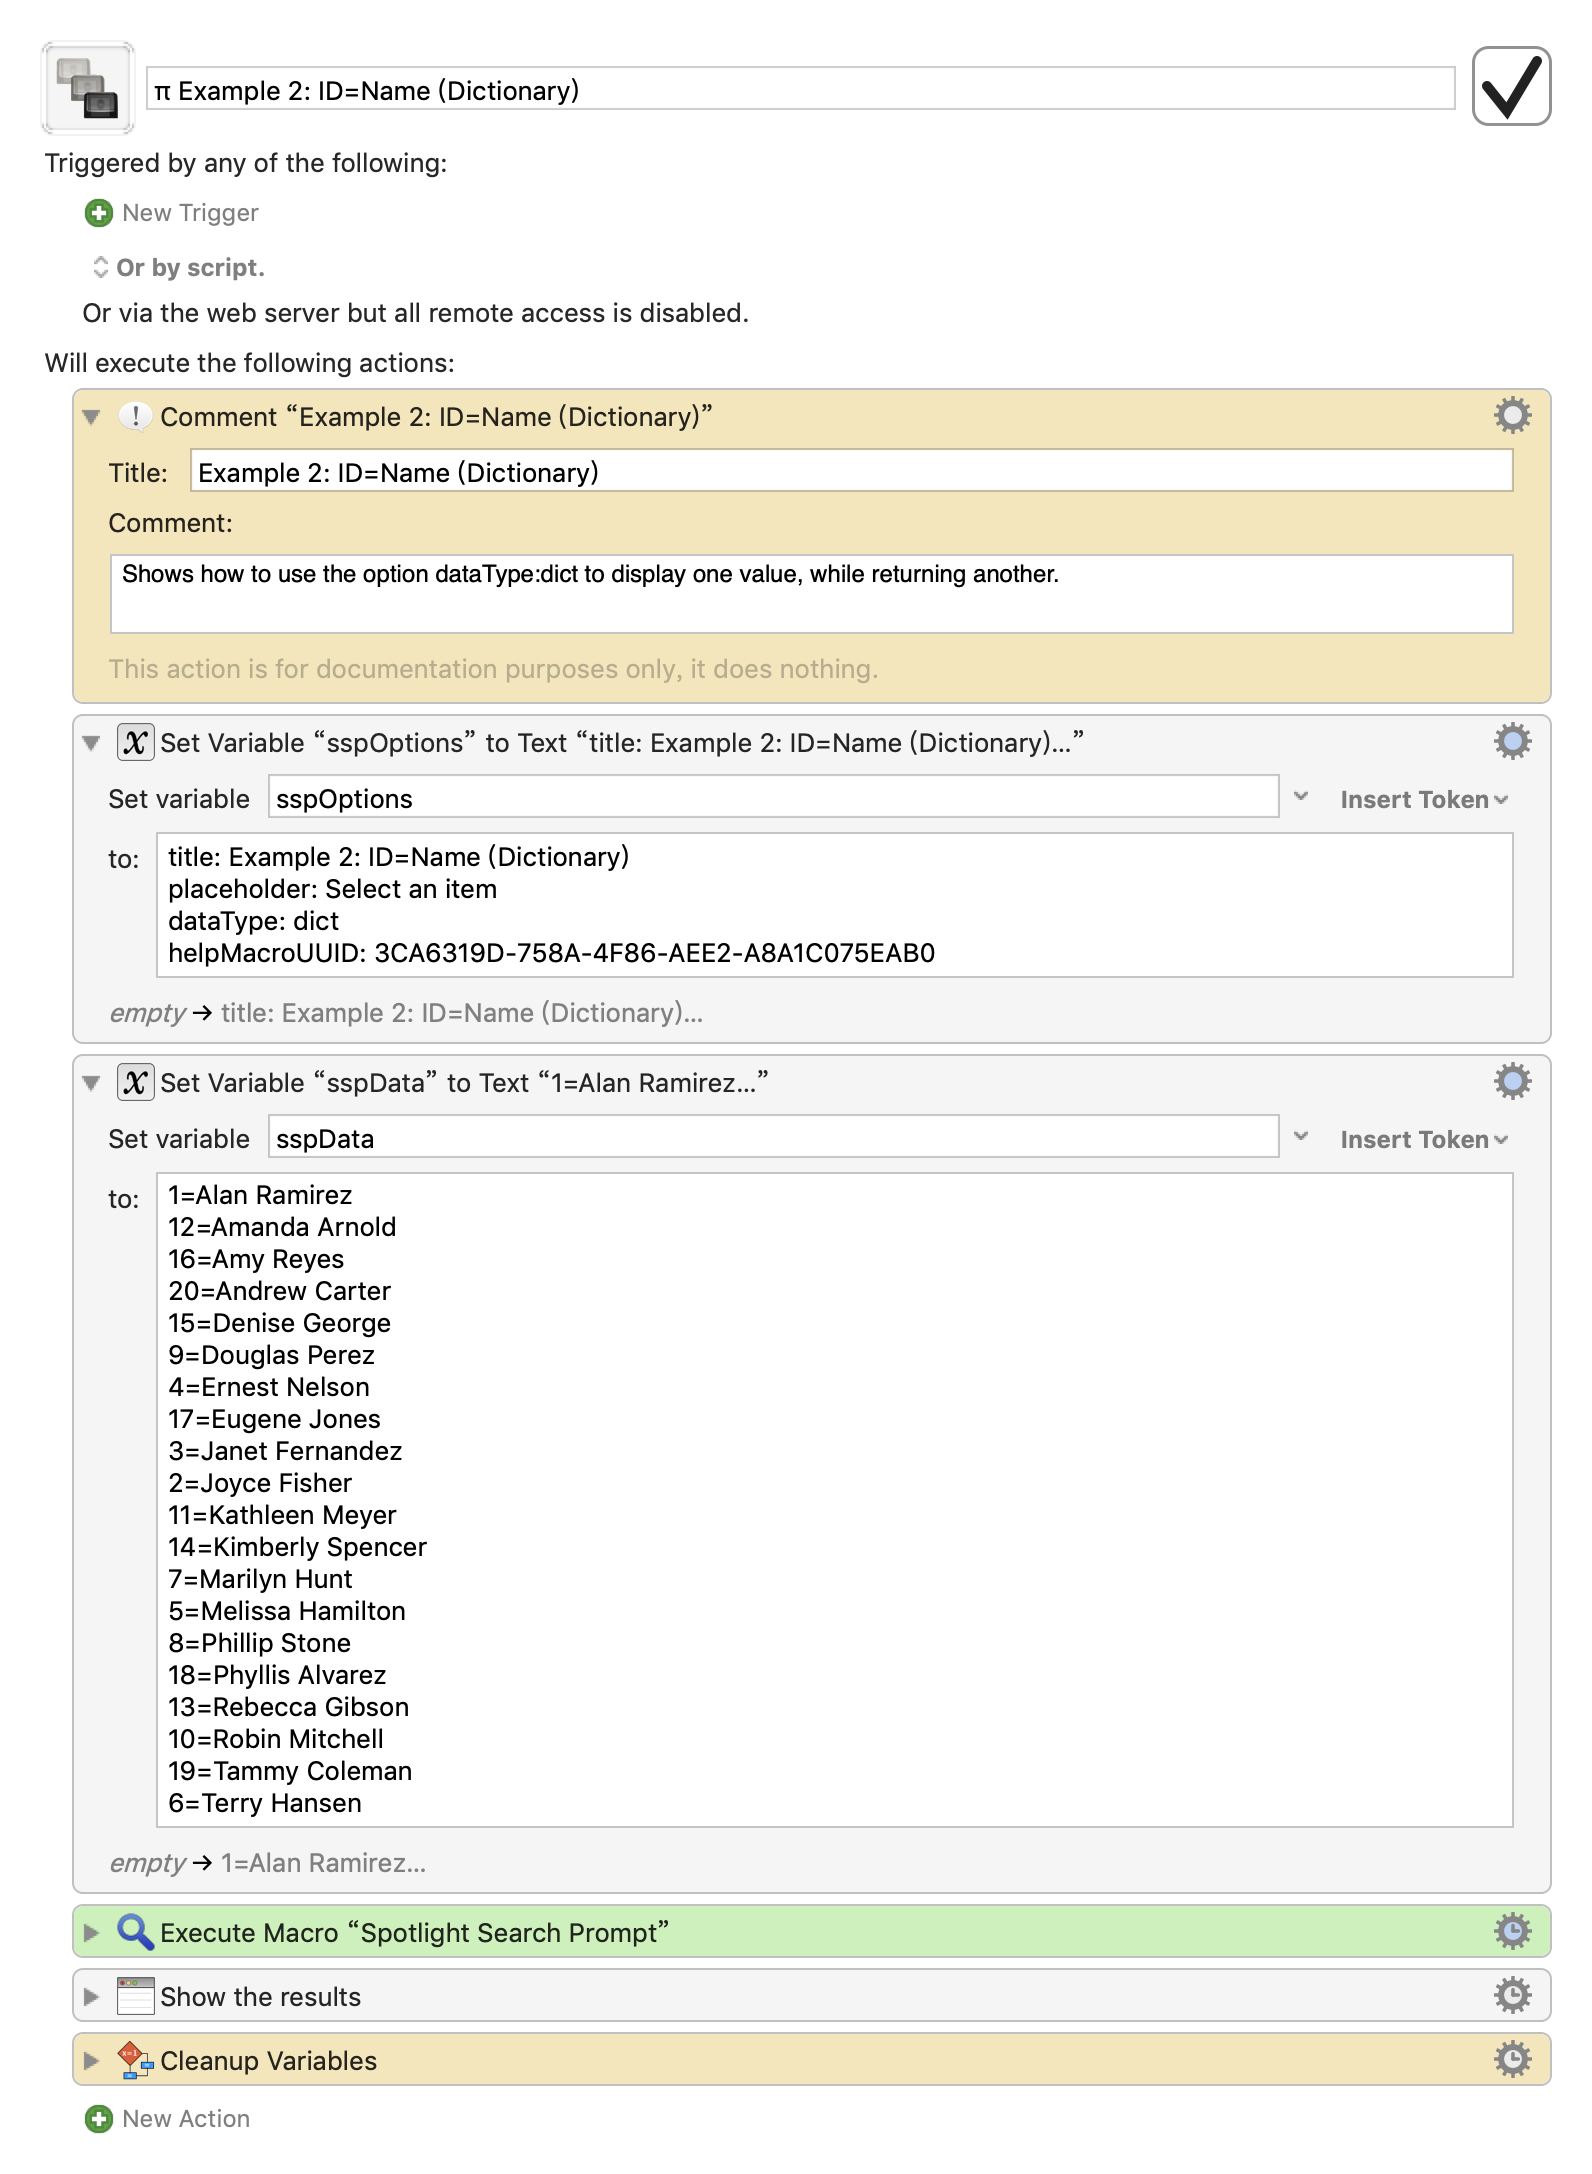 π Example 2: ID=Name (Dictionary)
Triggered by any of the following:
New Trigger
Or by script.
Or via the web server but all remote access is disabled.
Will execute the following actions:
Comment “Example 2: ID=Name (Dictionary)”
Title: Example 2: ID=Name (Dictionary)
Comment:
Shows how to use the option dataType:dict to display one value, while returning another.
This action is for documentation purposes only, it does nothing.
Set Variable “sspOptions” to Text “title: Example 2: ID=Name (Dictionary)…”
Set variable sspOptions Insert Token
to: title: Example 2: ID=Name (Dictionary)
placeholder: Select an item
dataType: dict
helpMacroUUID: 3CA6319D-758A-4F86-AEE2-A8A1C075EAB0
empty → title: Example 2: ID=Name (Dictionary)…
Set Variable “sspData” to Text “1=Alan Ramirez…”
Set variable sspData Insert Token
to: 1=Alan Ramirez
12=Amanda Arnold
16=Amy Reyes
20=Andrew Carter
15=Denise George
9=Douglas Perez
4=Ernest Nelson
17=Eugene Jones
3=Janet Fernandez
2=Joyce Fisher
11=Kathleen Meyer
14=Kimberly Spencer
7=Marilyn Hunt
5=Melissa Hamilton
8=Phillip Stone
18=Phyllis Alvarez
13=Rebecca Gibson
10=Robin Mitchell
19=Tammy Coleman
6=Terry Hansen
empty → 1=Alan Ramirez…
Execute Macro “Spotlight Search Prompt”
Show the results
Cleanup Variables
New Action